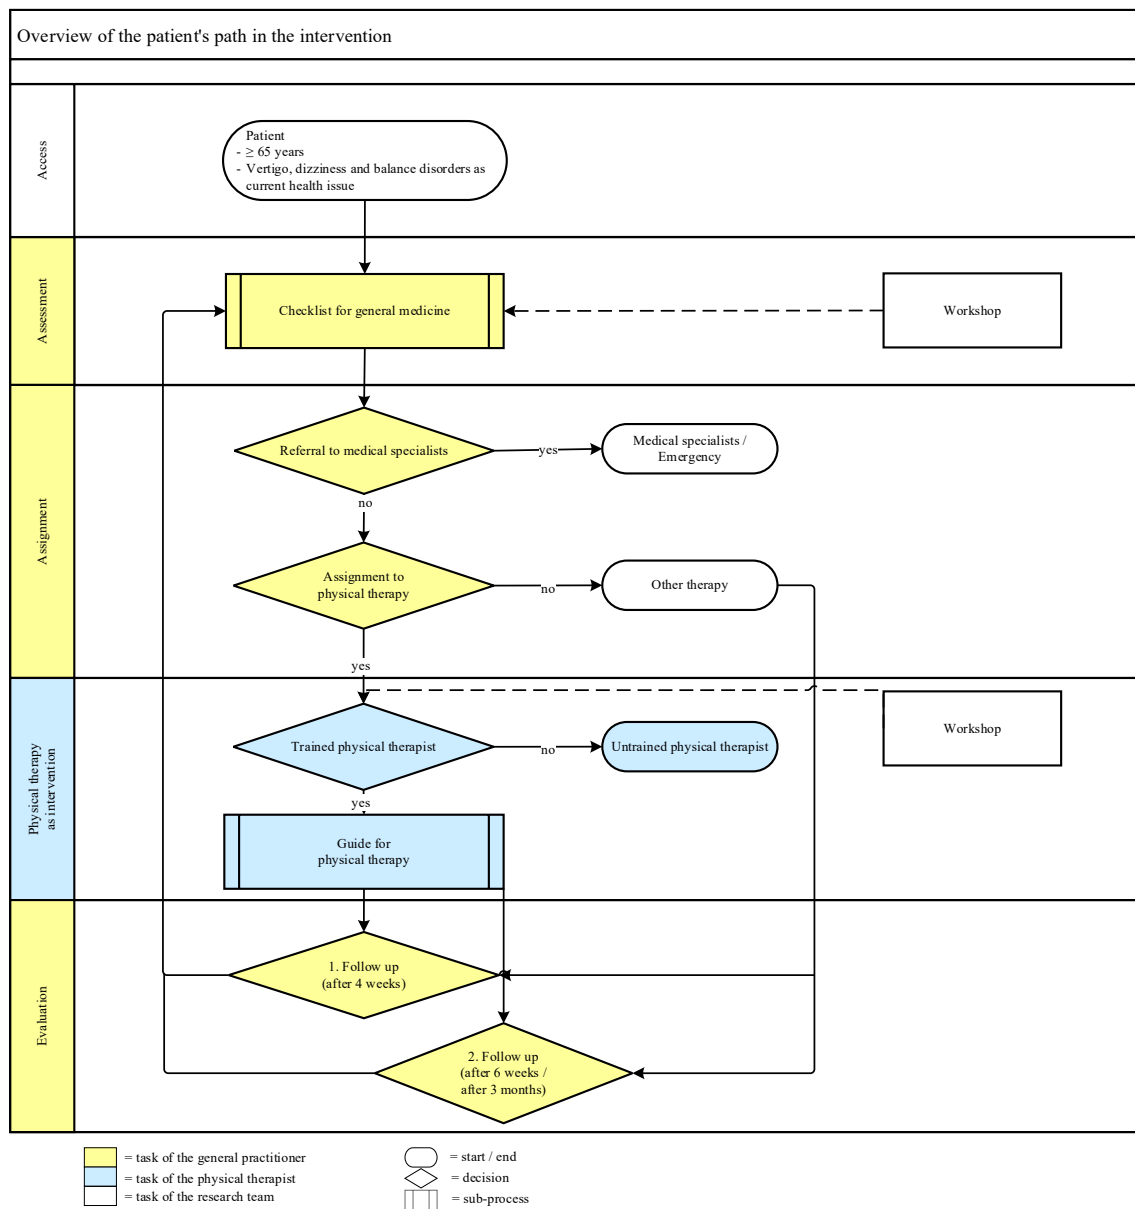 Overview of the patient's path in the intervention
Access
Patient
- ≥ 65 years
- Vertigo, dizziness and balance disorders as
current health issue
Assessment
Checklist for general medicine
Workshop
Assignment
Referral to medical specialists
yes
Medical specialists /
Emergency
no
Assignment to
physical therapy
no
Other therapy
yes
Physical therapy
as intervention
Trained physical therapist
no
Untrained physical therapist
Workshop
yes
Guide for
physical therapy
Evaluation
1. Follow up
(after 4 weeks)
2. Follow up
(after 6 weeks /
after 3 months)
= task of the general practitioner
= task of the physical therapist
= task of the research team
= start / end
= decision
= sub-process